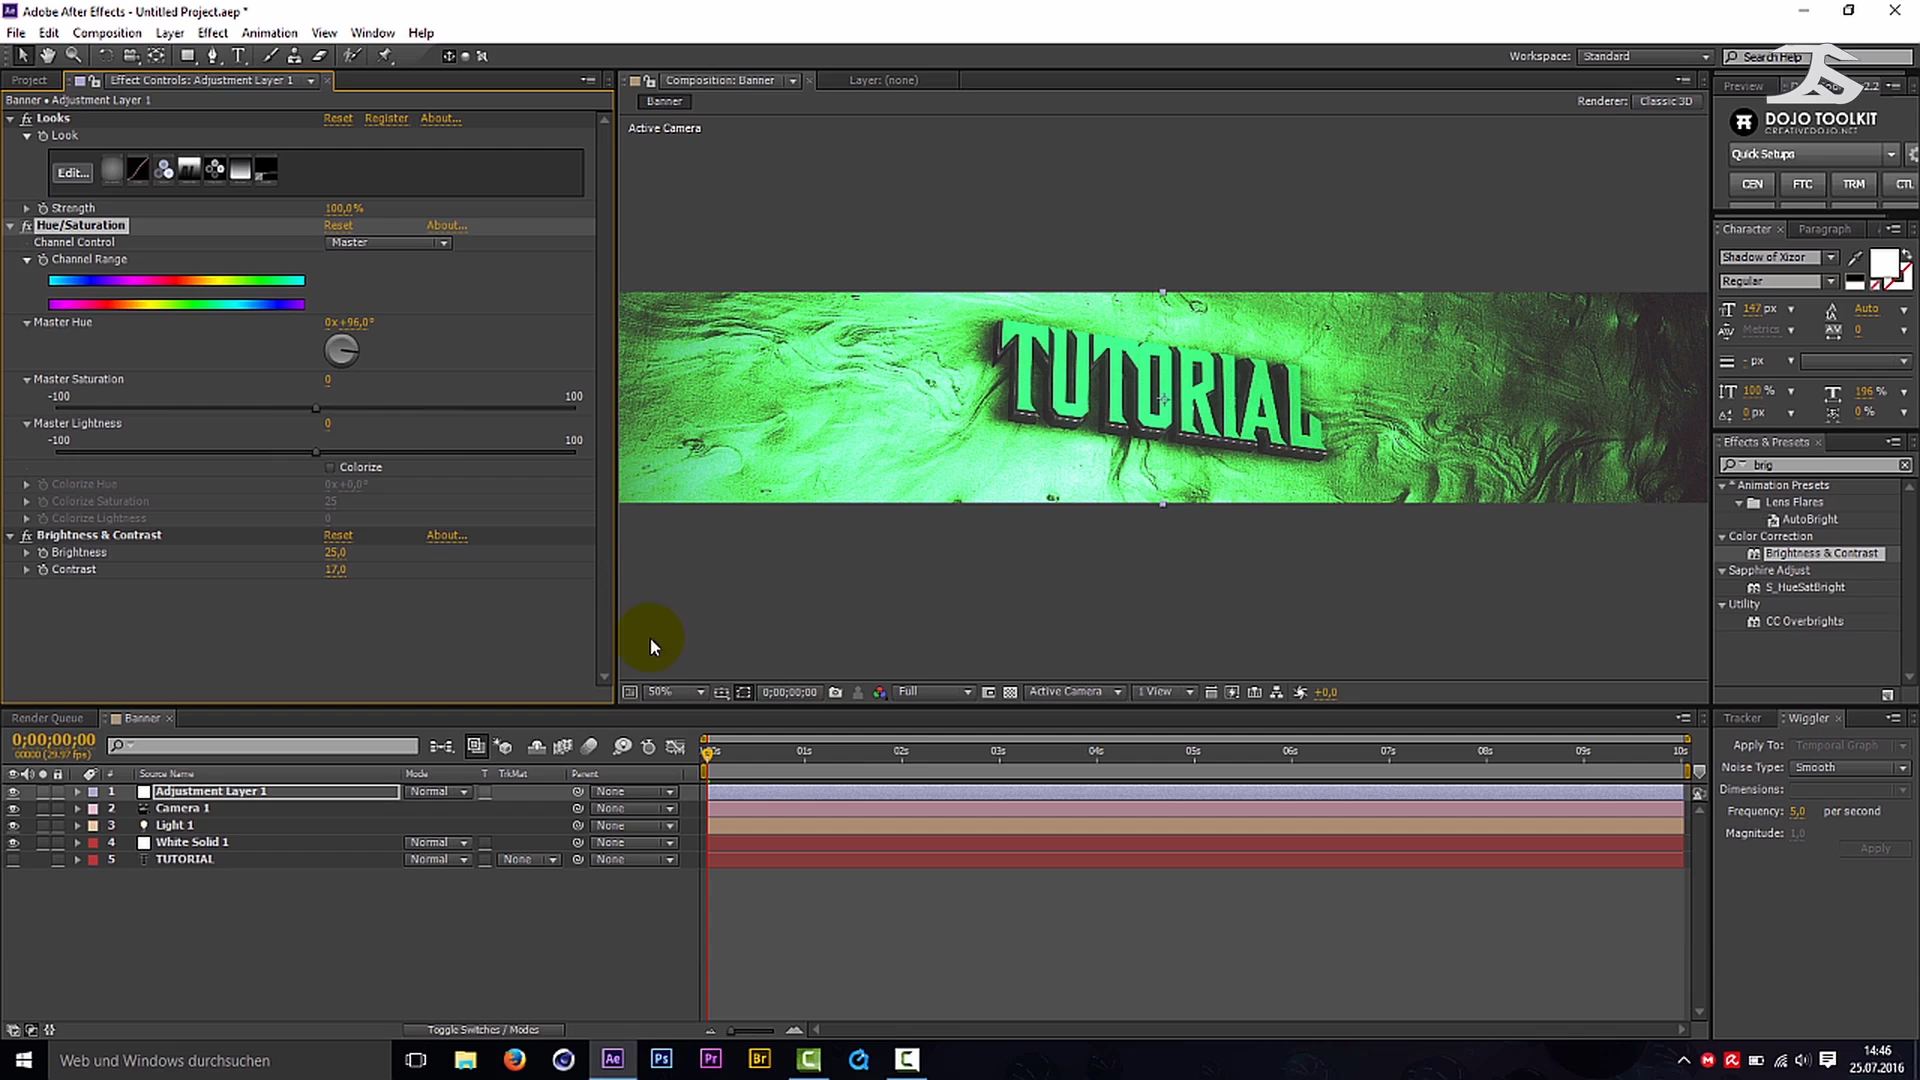 Adobe After Effects - Untitled Project.aep *
File Edit Composition Layer Effect Animation View Window Help
Workspace: Standard
Search Help
Project
Effect Controls: Adjustment Layer 1
Banner • Adjustment Layer 1
Looks Reset Register About...
Look
Edit...
Strength 100,0%
Hue/Saturation Reset About...
Channel Control Master
Channel Range
Master Hue 0x+96,0°
Master Saturation 0
-100 100
Master Lightness 0
-100 100
Colorize
Colorize Hue 0x+0,0°
Colorize Saturation 25
Colorize Lightness 0
Brightness & Contrast Reset About...
Brightness 25,0
Contrast 17,0
Composition: Banner Layer: (none)
Banner
Renderer: Classic 3D
Active Camera
TUTORIAL
50% 0;00;00;00 Full Active Camera 1 View +0,0
Preview 2.2
DOJO TOOLKIT
CREATIVEDOJO.NET
Quick Setups
CEN FTC TRM CTL
Character Paragraph
Shadow of Xizor
Regular
147 px Auto
Metrics 0
- px
100 % 196 %
0 px 0 %
Effects & Presets
brig
* Animation Presets
Lens Flares
AutoBright
Color Correction
Brightness & Contrast
Sapphire Adjust
S_HueSatBright
Utility
CC Overbrights
Render Queue Banner
0;00;00;00
00000 (29.97 fps)
01s 02s 03s 04s 05s 06s 07s 08s 09s 10s
# Source Name Mode T TrkMat Parent
1 Adjustment Layer 1 Normal None
2 Camera 1 None
3 Light 1 None
4 White Solid 1 Normal None
5 T TUTORIAL Normal None None
Toggle Switches / Modes
Tracker Wiggler
Apply To: Temporal Graph
Noise Type: Smooth
Dimensions:
Frequency: 5,0 per second
Magnitude: 1,0
Apply
Web und Windows durchsuchen
Ae Ps Pr Br
14:46
25.07.2016